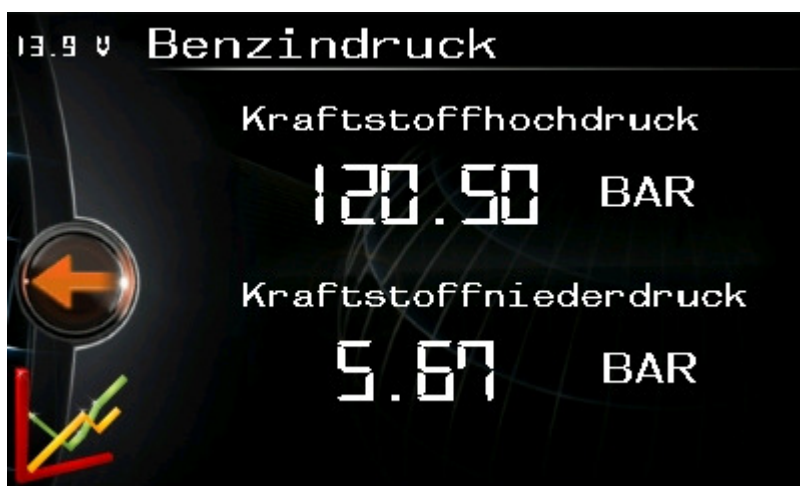 13.9 V Benzindruck
Kraftstoffhochdruck
120.50 BAR
Kraftstoffniederdruck
5.67 BAR